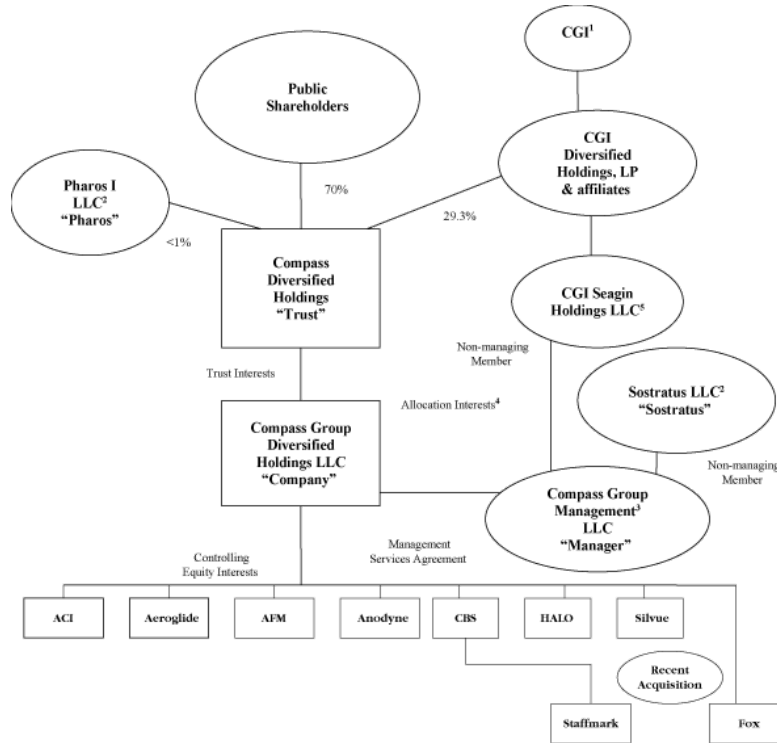 CGI¹
Public
Shareholders
CGI
Diversified
Holdings, LP
& affiliates
Pharos I
LLC²
“Pharos”
70%
29.3%
<1%
Compass
Diversified
Holdings
“Trust”
CGI Seagin
Holdings LLC⁵
Non-managing
Member
Trust Interests
Sostratus LLC²
“Sostratus”
Allocation Interests⁴
Compass Group
Diversified
Holdings LLC
“Company”
Non-managing
Member
Compass Group
Management³
LLC
“Manager”
Controlling
Equity Interests
Management
Services Agreement
ACI
Aeroglide
AFM
Anodyne
CBS
HALO
Silvue
Recent
Acquisition
Staffmark
Fox